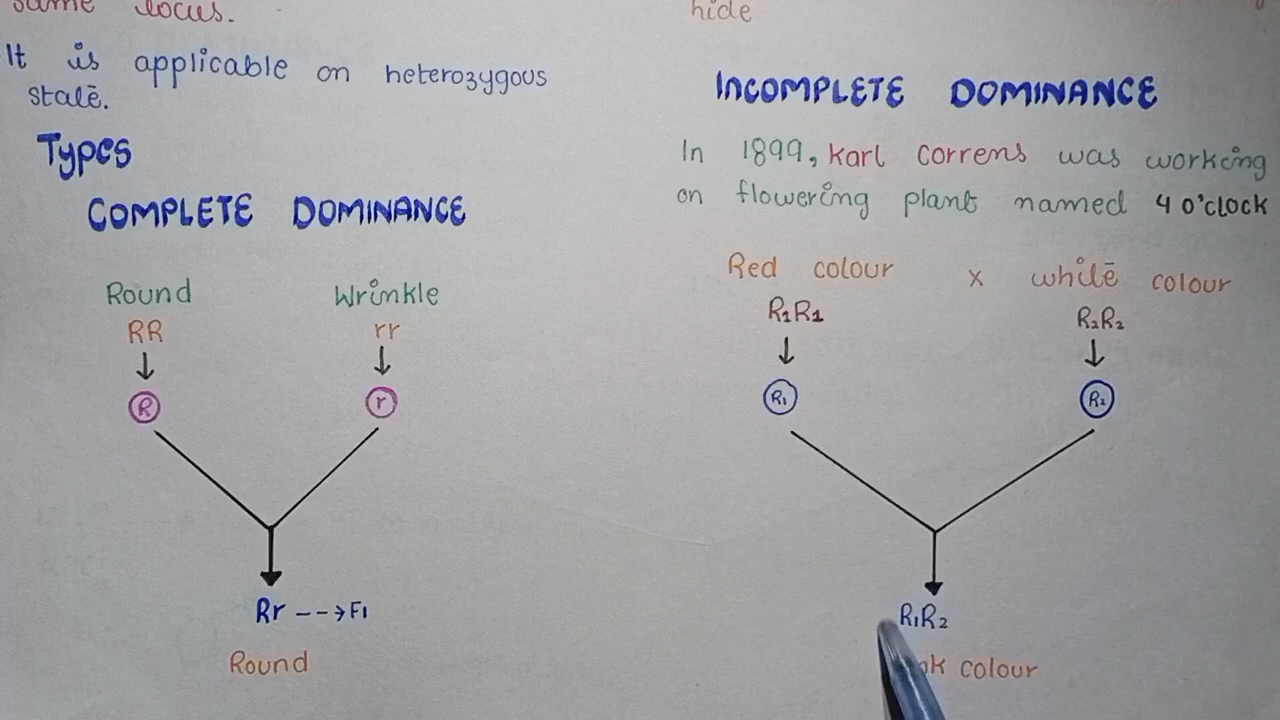 same locus.
It is applicable on heterozygous
state.
Types
COMPLETE DOMINANCE
Round Wrinkle
RR rr
R r
Rr --→ F1
Round
hide
INCOMPLETE DOMINANCE
In 1899, Karl Correns was working
on flowering plant named 4 o'clock
Red colour x white colour
R1R1 R2R2
R1 R2
R1R2
colour